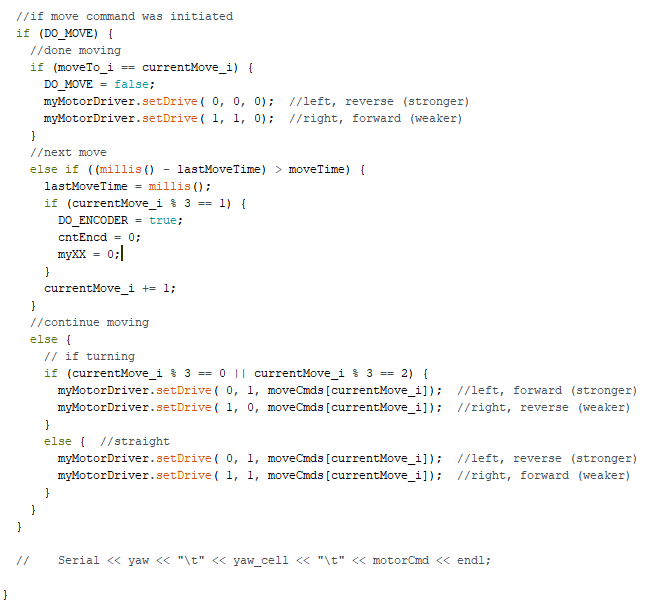 //if move command was initiated
if (DO_MOVE) {
//done moving
if (moveTo_i == currentMove_i) {
DO_MOVE = false;
myMotorDriver.setDrive( 0, 0, 0);  //left, reverse (stronger)
myMotorDriver.setDrive( 1, 1, 0);  //right, forward (weaker)
}
//next move
else if ((millis() - lastMoveTime) > moveTime) {
lastMoveTime = millis();
if (currentMove_i % 3 == 1) {
DO_ENCODER = true;
cntEncd = 0;
myXX = 0;
}
currentMove_i += 1;
}
//continue moving
else {
// if turning
if (currentMove_i % 3 == 0 || currentMove_i % 3 == 2) {
myMotorDriver.setDrive( 0, 1, moveCmds[currentMove_i]);  //left, forward (stronger)
myMotorDriver.setDrive( 1, 0, moveCmds[currentMove_i]);  //right, reverse (weaker)
}
else {  //straight
myMotorDriver.setDrive( 0, 1, moveCmds[currentMove_i]);  //left, reverse (stronger)
myMotorDriver.setDrive( 1, 1, moveCmds[currentMove_i]);  //right, forward (weaker)
}
}
}
//    Serial << yaw << "\t" << yaw_cell << "\t" << motorCmd << endl;
}